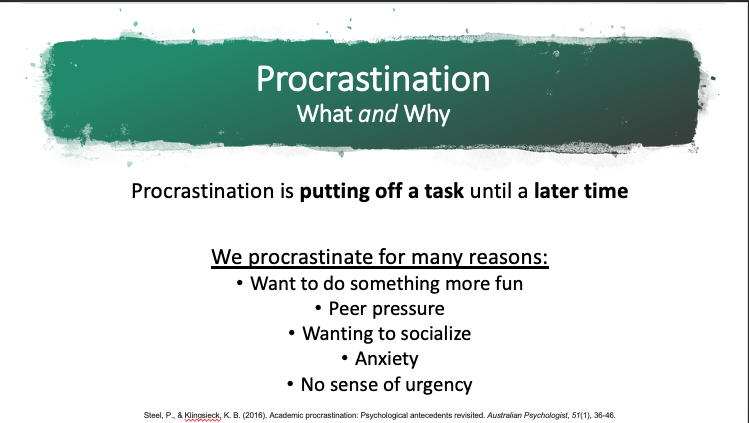 Procrastination
What and Why
Procrastination is putting off a task until a later time
We procrastinate for many reasons:
• Want to do something more fun
• Peer pressure
• Wanting to socialize
• Anxiety
• No sense of urgency
Steel, P., & Klingsieck, K. B. (2016). Academic procrastination: Psychological antecedents revisited. Australian Psychologist, 51(1), 36-46.